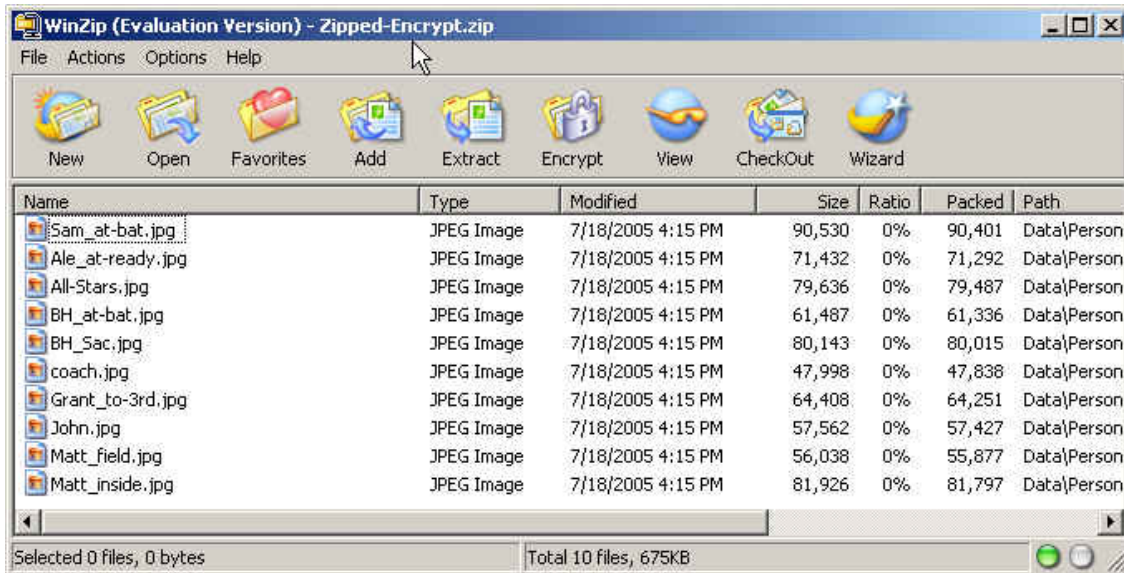 WinZip (Evaluation Version) - Zipped-Encrypt.zip
File Actions Options Help
New Open Favorites Add Extract Encrypt View CheckOut Wizard
Name Type Modified Size Ratio Packed Path
Sam_at-bat.jpg JPEG Image 7/18/2005 4:15 PM 90,530 0% 90,401 Data\Person
Ale_at-ready.jpg JPEG Image 7/18/2005 4:15 PM 71,432 0% 71,292 Data\Person
All-Stars.jpg JPEG Image 7/18/2005 4:15 PM 79,636 0% 79,487 Data\Person
BH_at-bat.jpg JPEG Image 7/18/2005 4:15 PM 61,487 0% 61,336 Data\Person
BH_Sac.jpg JPEG Image 7/18/2005 4:15 PM 80,143 0% 80,015 Data\Person
coach.jpg JPEG Image 7/18/2005 4:15 PM 47,998 0% 47,838 Data\Person
Grant_to-3rd.jpg JPEG Image 7/18/2005 4:15 PM 64,408 0% 64,251 Data\Person
John.jpg JPEG Image 7/18/2005 4:15 PM 57,562 0% 57,427 Data\Person
Matt_field.jpg JPEG Image 7/18/2005 4:15 PM 56,038 0% 55,877 Data\Person
Matt_inside.jpg JPEG Image 7/18/2005 4:15 PM 81,926 0% 81,797 Data\Person
Selected 0 files, 0 bytes Total 10 files, 675KB